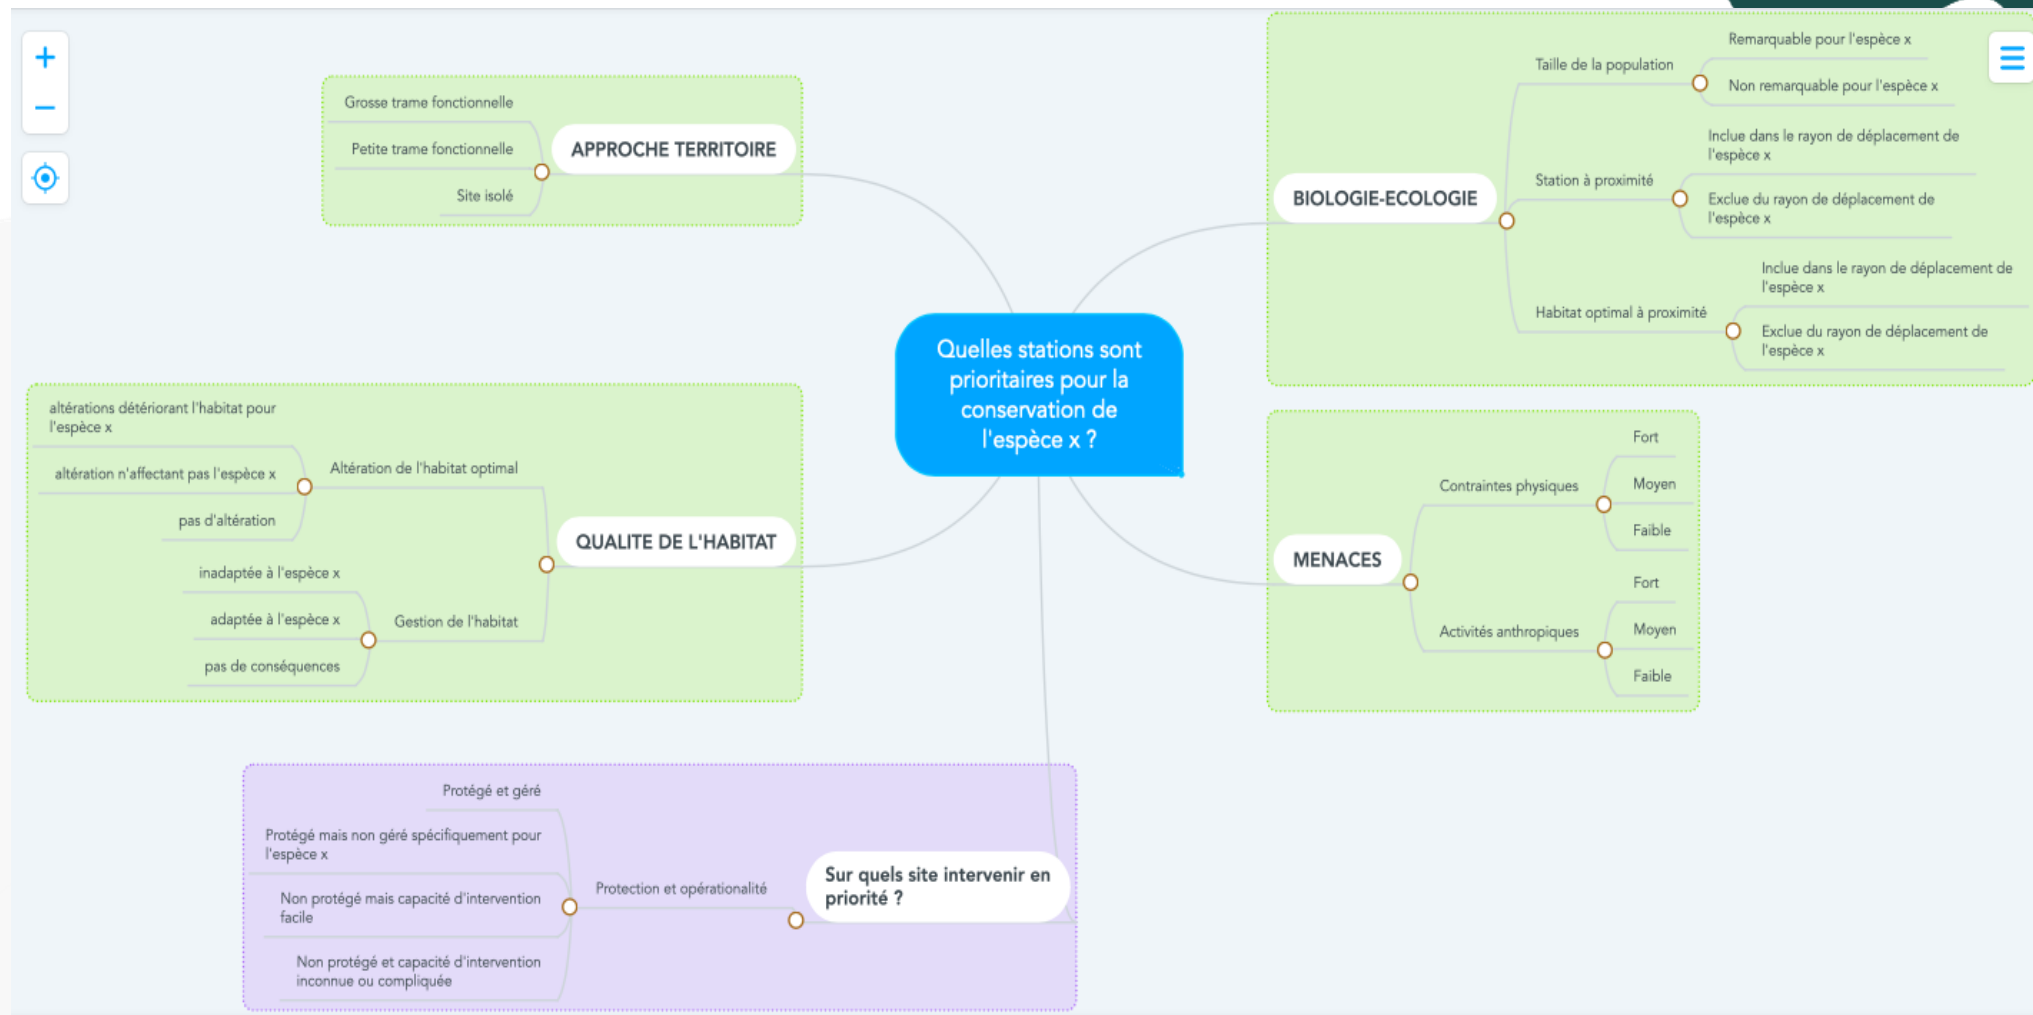 Grosse trame fonctionnelle
Petite trame fonctionnelle
Site isolé
APPROCHE TERRITOIRE
BIOLOGIE-ECOLOGIE
Taille de la population
Remarquable pour l'espèce x
Non remarquable pour l'espèce x
Station à proximité
Inclue dans le rayon de déplacement de
l'espèce x
Exclue du rayon de déplacement de
l'espèce x
Habitat optimal à proximité
Inclue dans le rayon de déplacement de
l'espèce x
Exclue du rayon de déplacement de
l'espèce x
Quelles stations sont
prioritaires pour la
conservation de
l'espèce x ?
altérations détériorant l'habitat pour
l'espèce x
altération n'affectant pas l'espèce x
pas d'altération
Altération de l'habitat optimal
QUALITE DE L'HABITAT
inadaptée à l'espèce x
adaptée à l'espèce x
pas de conséquences
Gestion de l'habitat
MENACES
Contraintes physiques
Fort
Moyen
Faible
Activités anthropiques
Fort
Moyen
Faible
Protégé et géré
Protégé mais non géré spécifiquement pour
l'espèce x
Non protégé mais capacité d'intervention
facile
Non protégé et capacité d'intervention
inconnue ou compliquée
Protection et opérationalité
Sur quels site intervenir en
priorité ?